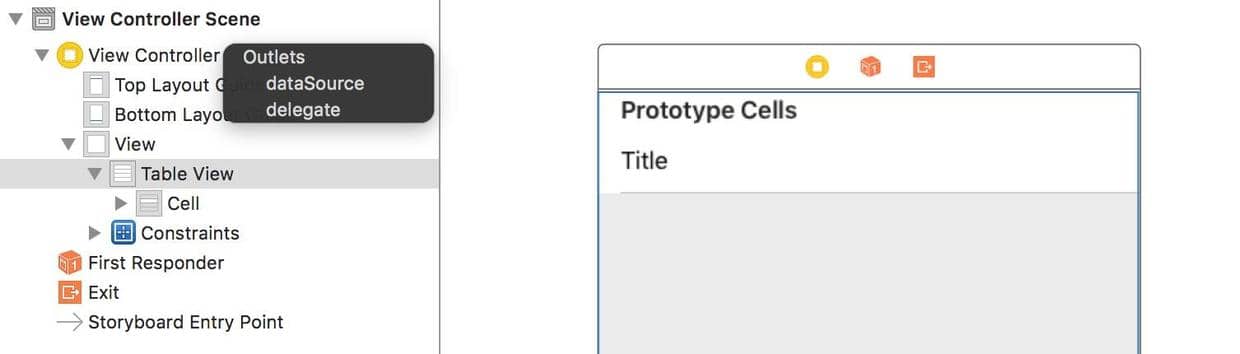 View Controller Scene
View Controller
Outlets
dataSource
delegate
Top Layout
Bottom Layou
View
Table View
Cell
Constraints
First Responder
Exit
Storyboard Entry Point
Prototype Cells
Title